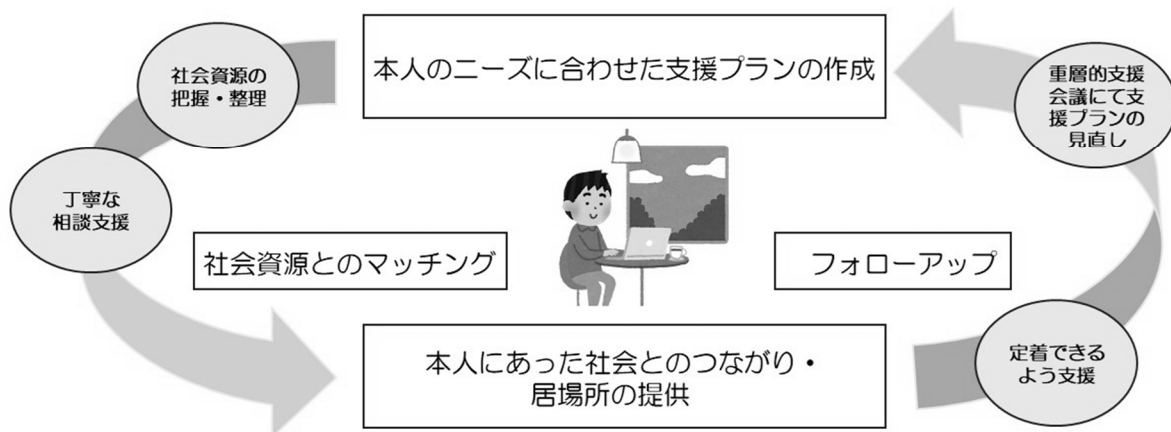 本人のニーズに合わせた支援プランの作成
社会資源の
把握・整理
丁寧な
相談支援
社会資源とのマッチング
本人にあった社会とのつながり・
居場所の提供
フォローアップ
定着できる
よう支援
重層的支援
会議にて支
援プランの
見直し